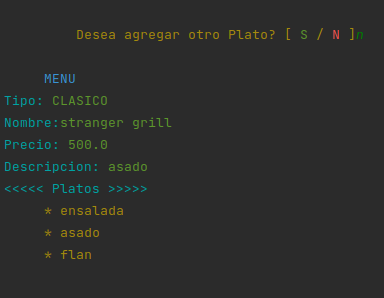 Desea agregar otro Plato? [ S / N ]n
MENU
Tipo: CLASICO
Nombre:stranger grill
Precio: 500.0
Descripcion: asado
<<<<< Platos >>>>>
* ensalada
* asado
* flan